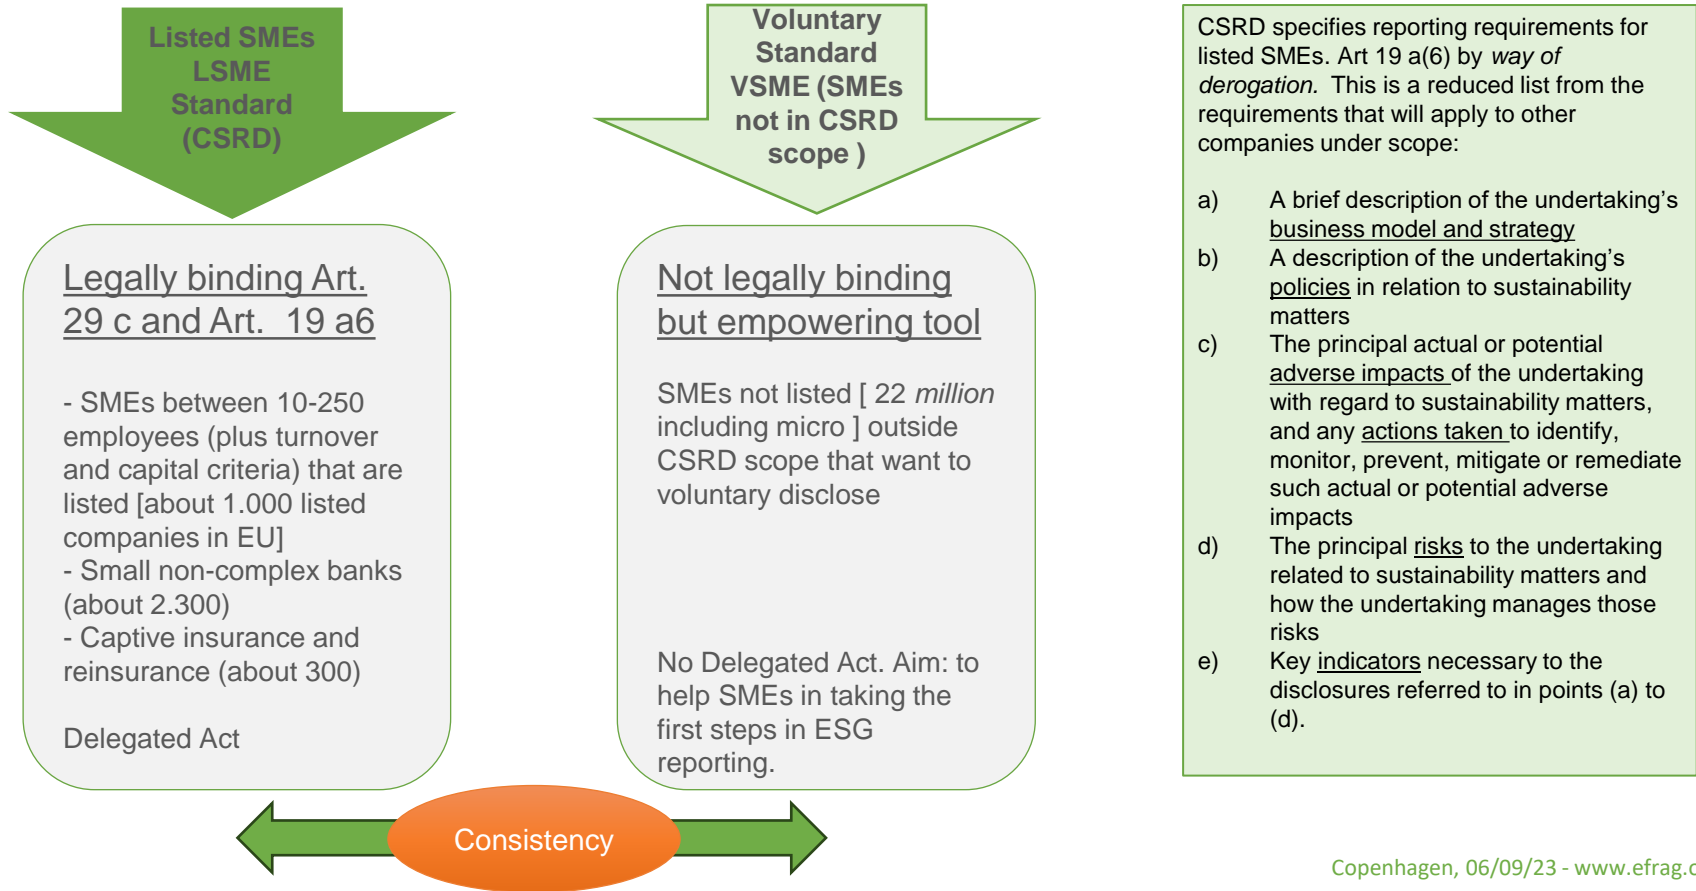 Listed SMEs
LSME
Standard
(CSRD)
Legally binding Art.
29 c and Art.  19 a6
- SMEs between 10-250
employees (plus turnover
and capital criteria) that are
listed [about 1.000 listed
companies in EU]
- Small non-complex banks
(about 2.300)
- Captive insurance and
reinsurance (about 300)
Delegated Act
Voluntary
Standard
VSME (SMEs
not in CSRD
scope )
Not legally binding
but empowering tool
SMEs not listed [ 22 million
including micro ] outside
CSRD scope that want to
voluntary disclose
No Delegated Act. Aim: to
help SMEs in taking the
first steps in ESG
reporting.
Consistency
CSRD specifies reporting requirements for
listed SMEs. Art 19 a(6) by way of
derogation.  This is a reduced list from the
requirements that will apply to other
companies under scope:
a) A brief description of the undertaking's
business model and strategy
b) A description of the undertaking's
policies in relation to sustainability
matters
c) The principal actual or potential
adverse impacts of the undertaking
with regard to sustainability matters,
and any actions taken to identify,
monitor, prevent, mitigate or remediate
such actual or potential adverse
impacts
d) The principal risks to the undertaking
related to sustainability matters and
how the undertaking manages those
risks
e) Key indicators necessary to the
disclosures referred to in points (a) to
(d).
Copenhagen, 06/09/23 - www.efrag.o